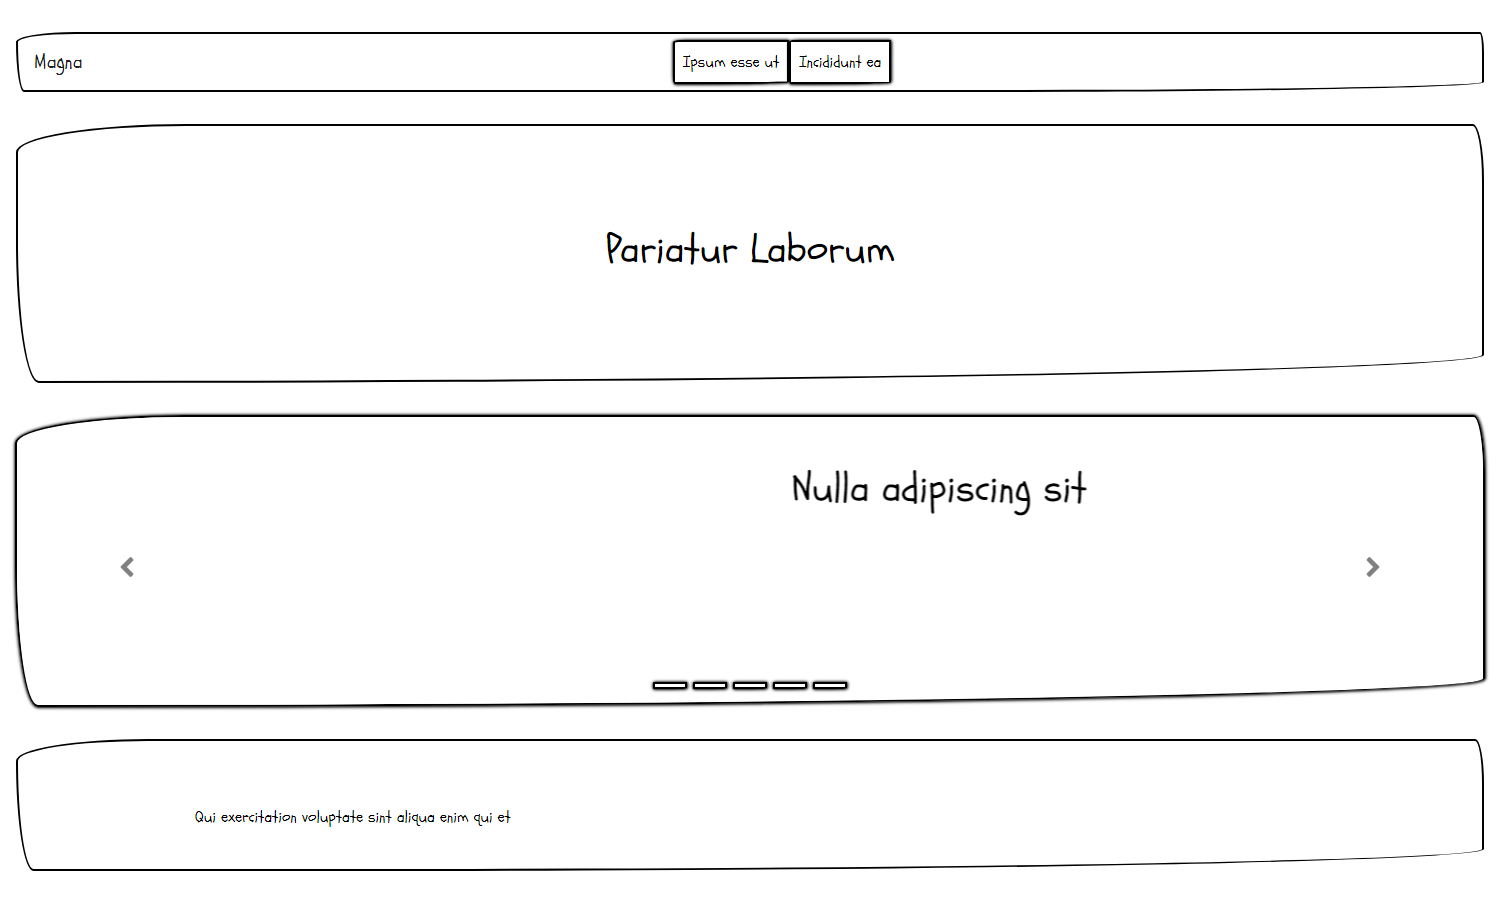 Magna
Ipsum esse ut
Incididunt ea
Pariatur Laborum
Nulla adipiscing sit
Qui exercitation voluptate sint aliqua enim qui et